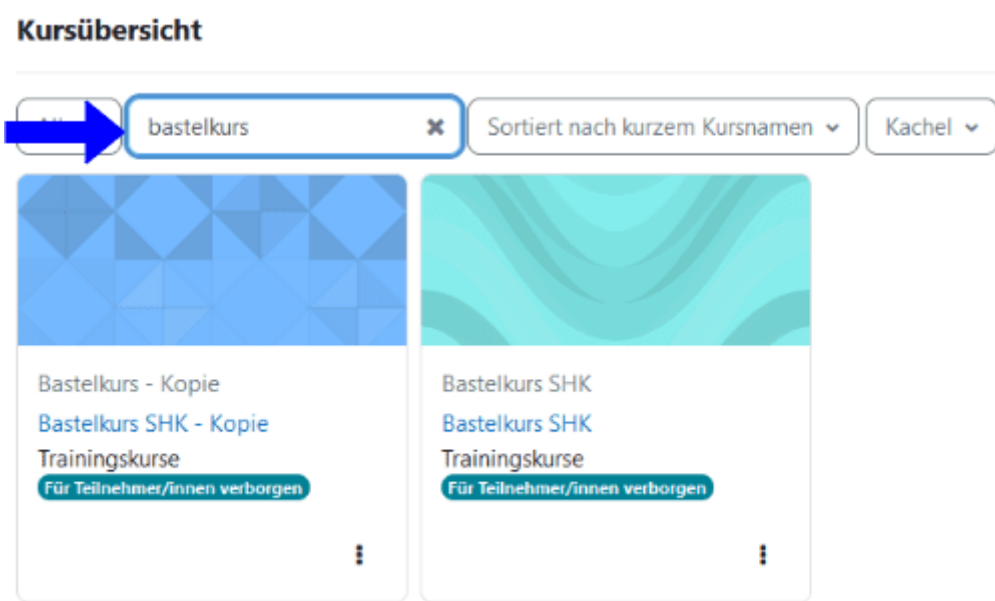 Kursübersicht
bastelkurs ✖ Sortiert nach kurzem Kursnamen Kachel
Bastelkurs - Kopie
Bastelkurs SHK - Kopie
Trainingskurse
Für Teilnehmer/innen verborgen
Bastelkurs SHK
Bastelkurs SHK
Trainingskurse
Für Teilnehmer/innen verborgen